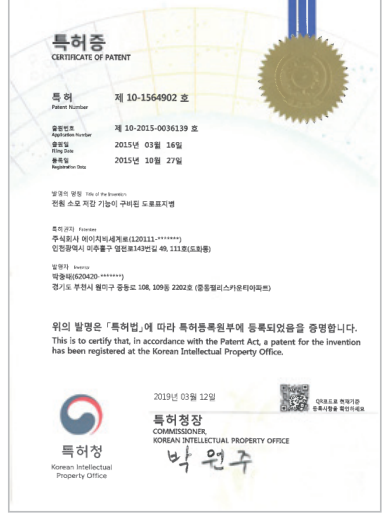 특허증
CERTIFICATE OF PATENT
특 허 제 10-1564902 호
Patent Number
출원번호 제 10-2015-0036139 호
Application Number
출원일 2015년 03월 16일
Filing Date
등록일 2015년 10월 27일
Registration Date
발명의 명칭 Title of the Invention
전원 소모 저감 기능이 구비된 도로표지병
특허권자 Patentee
주식회사 에이치비세계로(120111-*******)
인천광역시 미추홀구 염전로143번길 49, 111호(도화동)
발명자 Inventor
(620420-*******)
경기도 부천시 원미구 중동로 108, 109동 2202호 (중동팰리스카운티아파트)
위의 발명은 「특허법」에 따라 특허등록원부에 등록되었음을 증명합니다.
This is to certify that, in accordance with the Patent Act, a patent for the invention
has been registered at the Korean Intellectual Property Office.
2019년 03월 12일
QR코드로 현재기준
등록사항을 확인하세요
특허청장
COMMISSIONER,
KOREAN INTELLECTUAL PROPERTY OFFICE
박원주
특허청
Korean Intellectual
Property Office